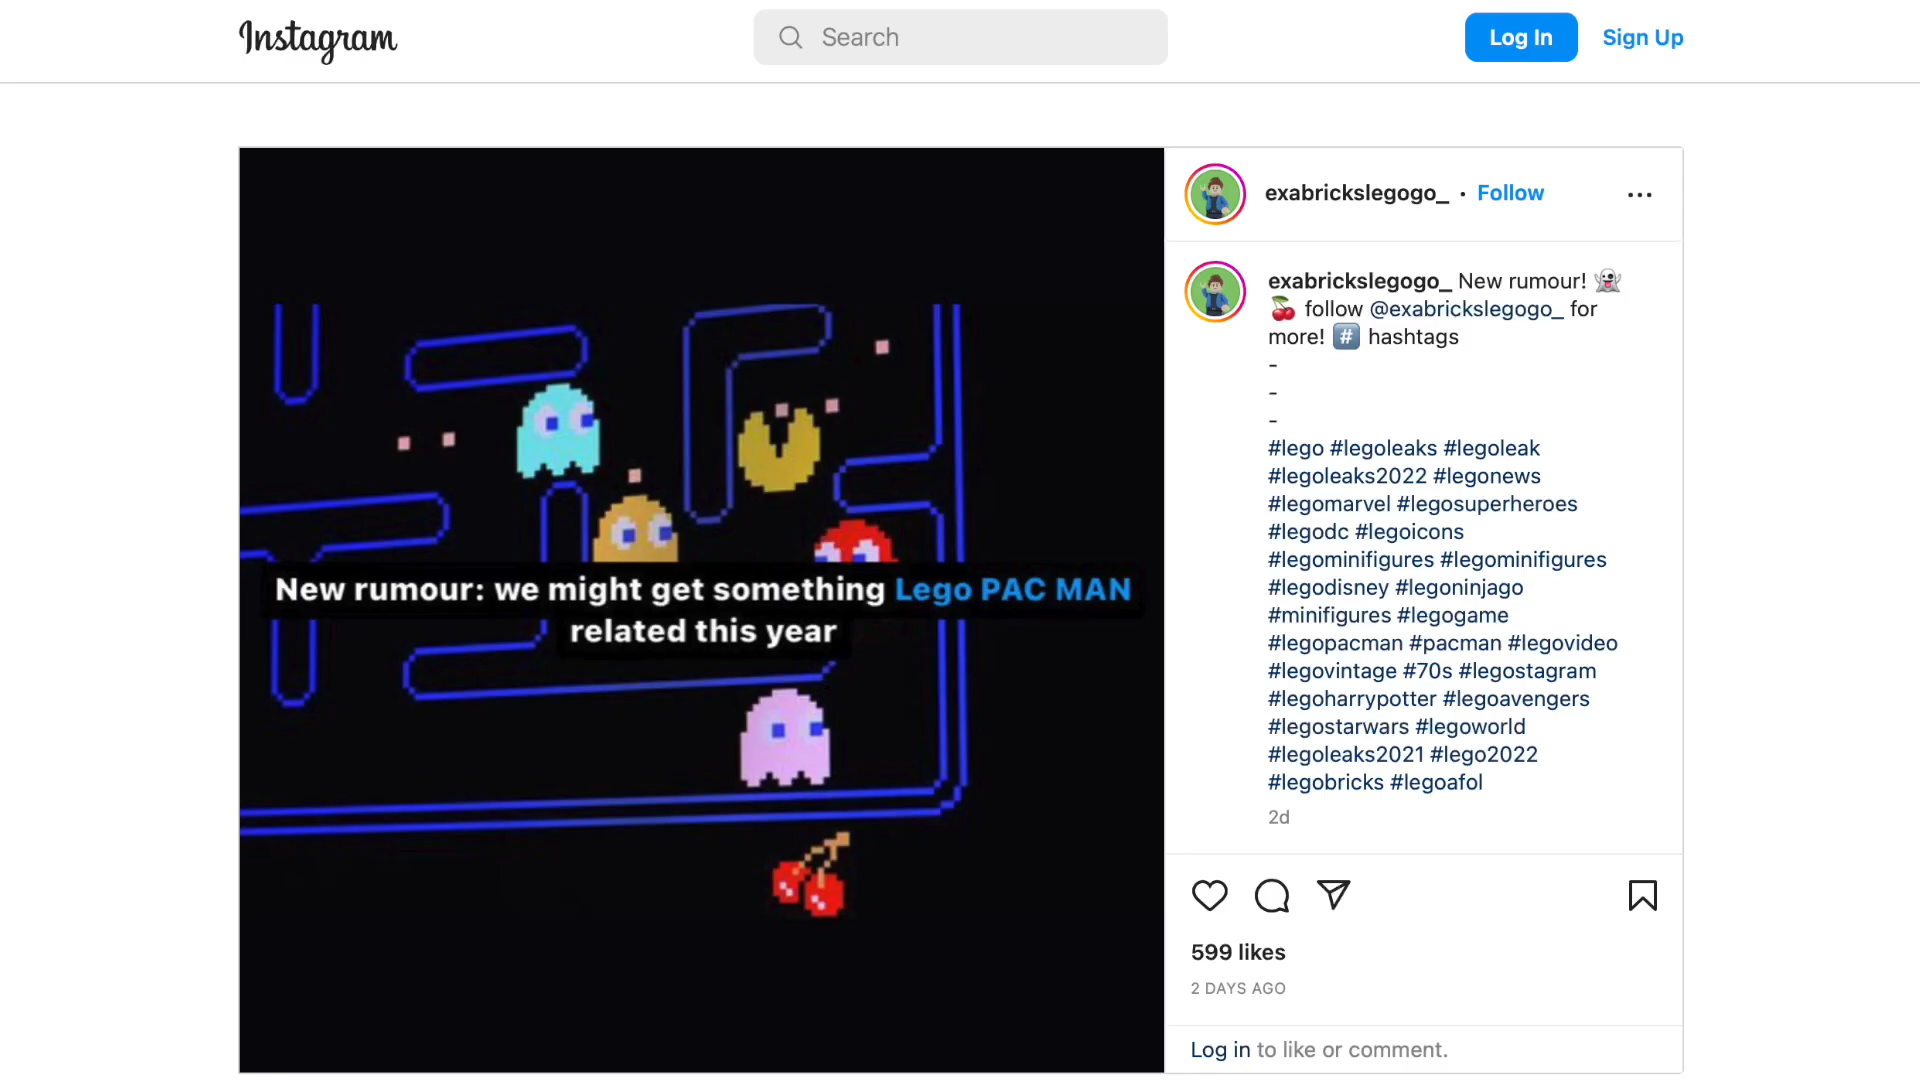 Instagram
Search
Log In
Sign Up
New rumour: we might get something Lego PAC MAN
related this year
exabrickslegogo_ • Follow
exabrickslegogo_ New rumour! 👻
🍒 follow @exabrickslegogo_ for
more! #️⃣ hashtags
-
-
-
#lego #legoleaks #legoleak
#legoleaks2022 #legonews
#legomarvel #legosuperheroes
#legodc #legoicons
#legominifigures #legominifigures
#legodisney #legoninjago
#minifigures #legogame
#legopacman #pacman #legovideo
#legovintage #70s #legostagram
#legoharrypotter #legoavengers
#legostarwars #legoworld
#legoleaks2021 #lego2022
#legobricks #legoafol
2d
599 likes
2 DAYS AGO
Log in to like or comment.